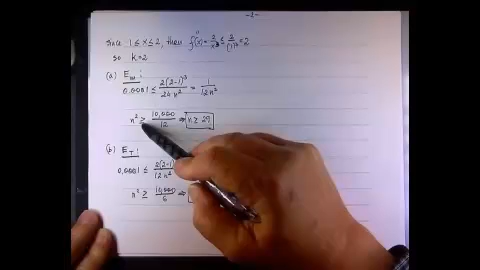 -2-
since 1 ≤ x ≤ 2, then f''(x) = 2/x³ ≤ 2/(1)³ = 2
so k=2
(a) E_M :
0.0001 ≤ 2(2-1)³/24 n² = 1/12n²
n² ≥ 10,000/12 ⇒ n ≥ 29
(b) E_T :
0.0001 ≤ 2(2-1)/12 n²
n² ≥ 10,000/6 ⇒